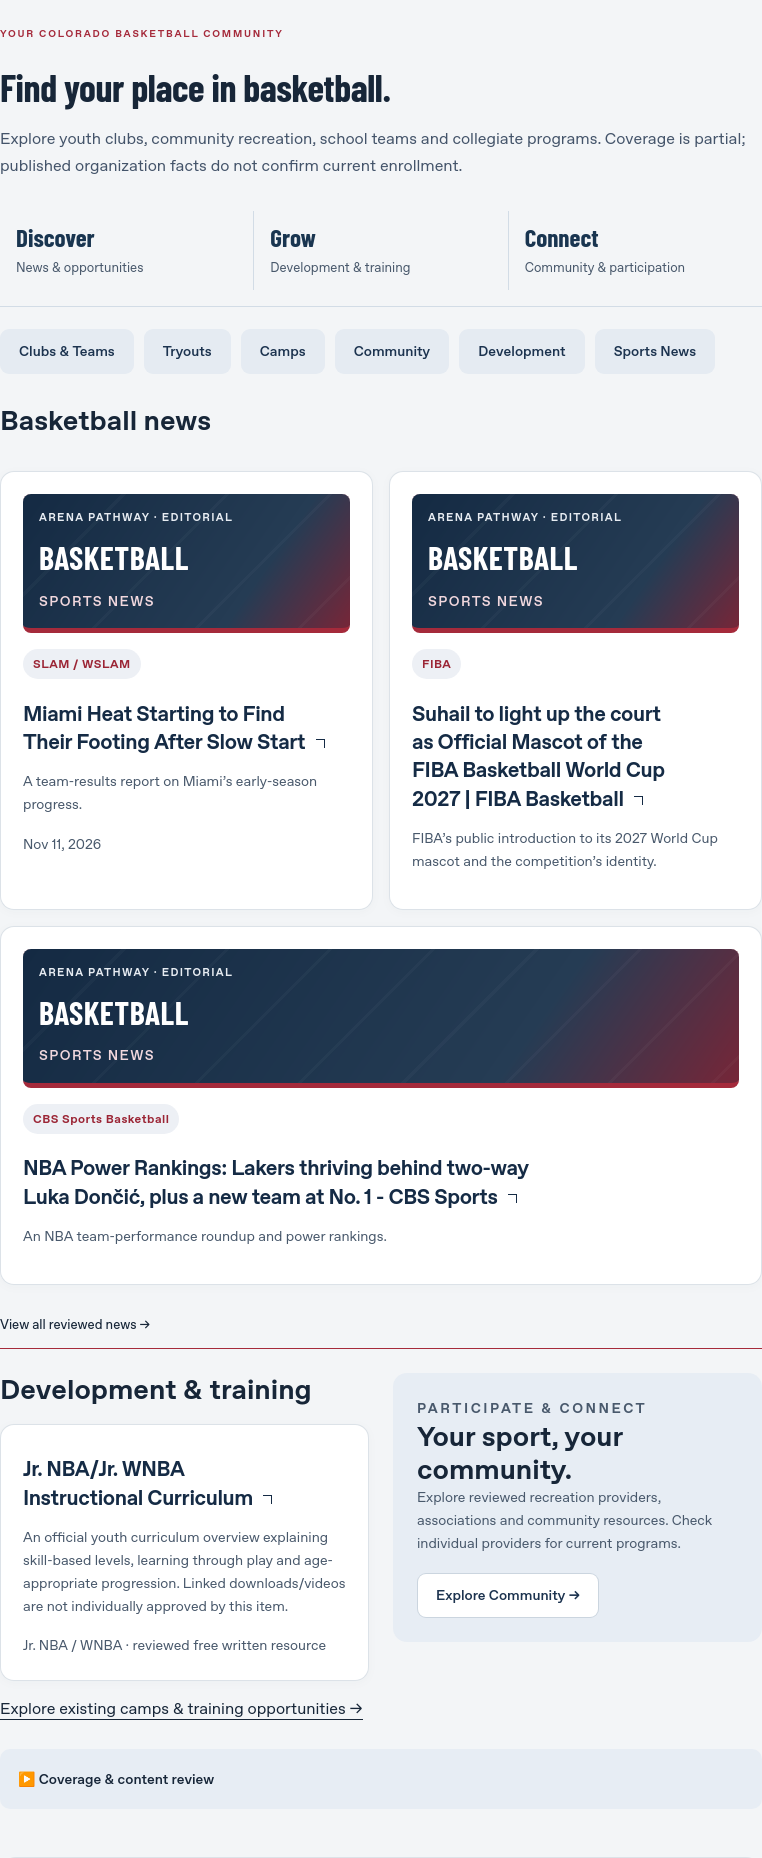 YOUR COLORADO BASKETBALL COMMUNITY
Find your place in basketball.
Explore youth clubs, community recreation, school teams and collegiate programs. Coverage is partial;
published organization facts do not confirm current enrollment.
Discover
News & opportunities
Grow
Development & training
Connect
Community & participation
Clubs & Teams
Tryouts
Camps
Community
Development
Sports News
Basketball news
ARENA PATHWAY · EDITORIAL
BASKETBALL
SPORTS NEWS
SLAM / WSLAM
Miami Heat Starting to Find
Their Footing After Slow Start
A team-results report on Miami’s early-season
progress.
Nov 11, 2026
ARENA PATHWAY · EDITORIAL
BASKETBALL
SPORTS NEWS
FIBA
Suhail to light up the court
as Official Mascot of the
FIBA Basketball World Cup
2027 | FIBA Basketball
FIBA’s public introduction to its 2027 World Cup
mascot and the competition’s identity.
ARENA PATHWAY · EDITORIAL
BASKETBALL
SPORTS NEWS
CBS Sports Basketball
NBA Power Rankings: Lakers thriving behind two-way
Luka Dončić, plus a new team at No. 1 - CBS Sports
An NBA team-performance roundup and power rankings.
View all reviewed news →
Development & training
Jr. NBA/Jr. WNBA
Instructional Curriculum
An official youth curriculum overview explaining
skill-based levels, learning through play and age-
appropriate progression. Linked downloads/videos
are not individually approved by this item.
Jr. NBA / WNBA · reviewed free written resource
Explore existing camps & training opportunities →
PARTICIPATE & CONNECT
Your sport, your
community.
Explore reviewed recreation providers,
associations and community resources. Check
individual providers for current programs.
Explore Community →
▶️ Coverage & content review